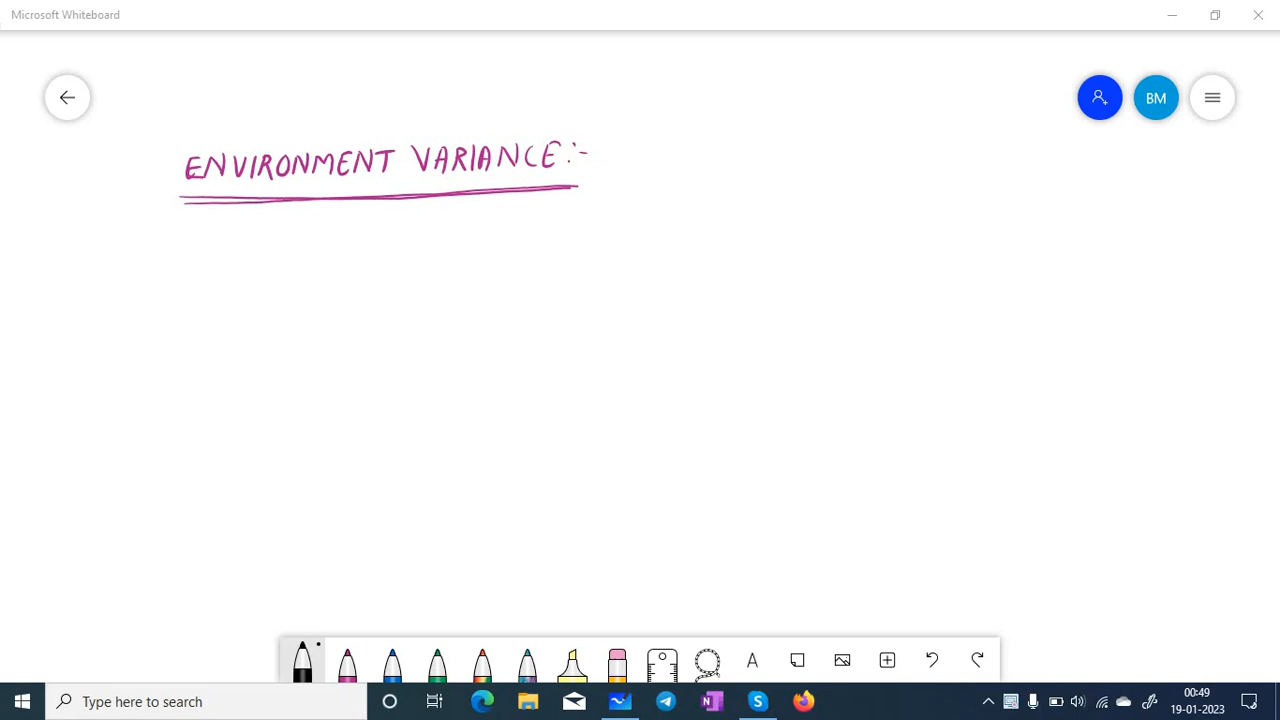 Microsoft Whiteboard
BM
ENVIRONMENT VARIANCE :-
A
Type here to search
N
S
00:49
19-01-2023